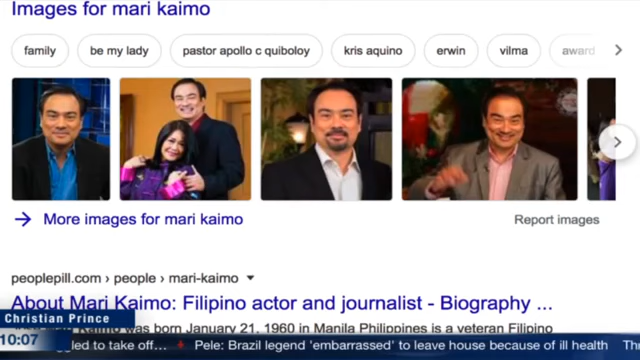 Images for mari kaimo
family
be my lady
pastor apollo c quiboloy
kris aquino
erwin
vilma
award
More images for mari kaimo
Report images
peoplepill.com › people › mari-kaimo
About Mari Kaimo: Filipino actor and journalist - Biography ...
Kaimo was born January 21, 1960 in Manila Philippines is a veteran Filipino
Christian Prince
10:07
led to take off... Pele: Brazil legend 'embarrassed' to leave house because of ill health Th